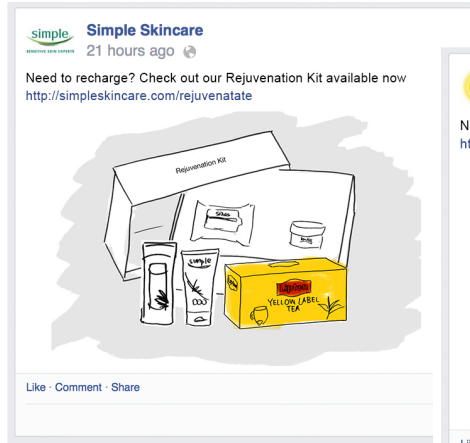 simple
SENSITIVE SKIN EXPERTS
Simple Skincare
21 hours ago
Need to recharge? Check out our Rejuvenation Kit available now
http://simpleskincare.com/rejuvenatate
Rejuvenation Kit
simple
Lipton
YELLOW LABEL
TEA
Like · Comment · Share
N
ht